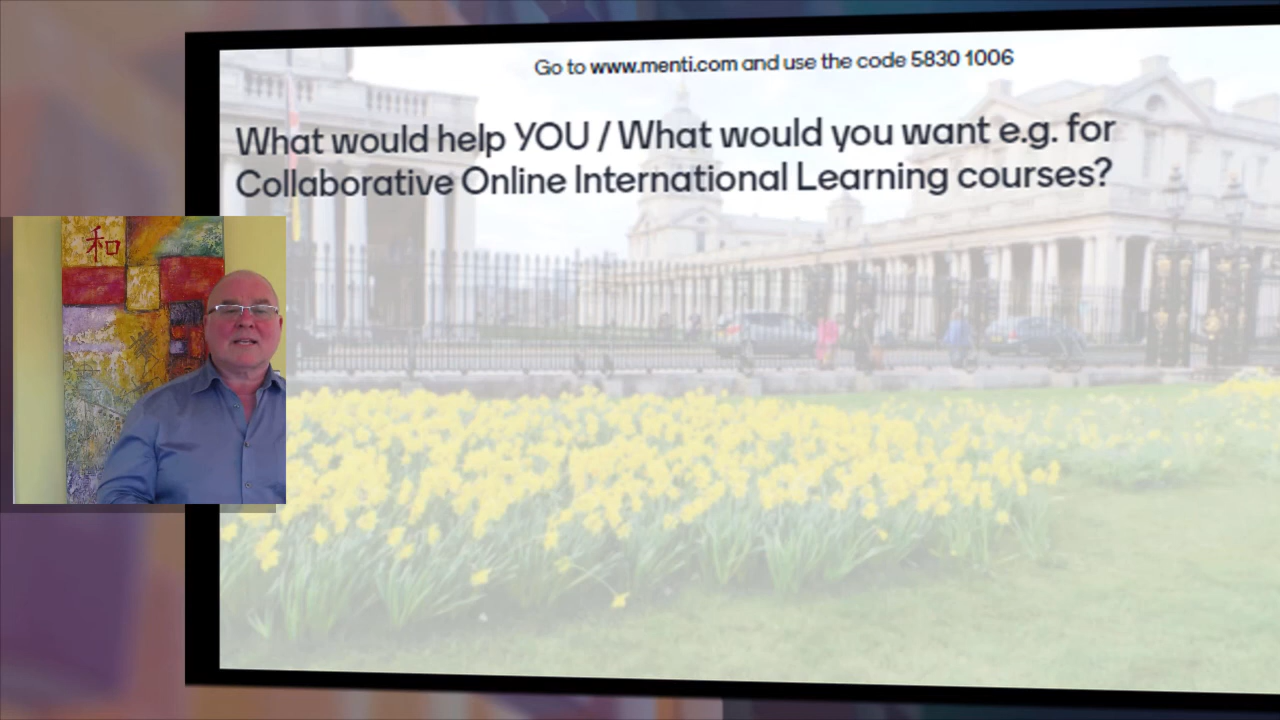 Go to www.menti.com and use the code 5830 1006
What would help YOU / What would you want e.g. for
Collaborative Online International Learning courses?
和